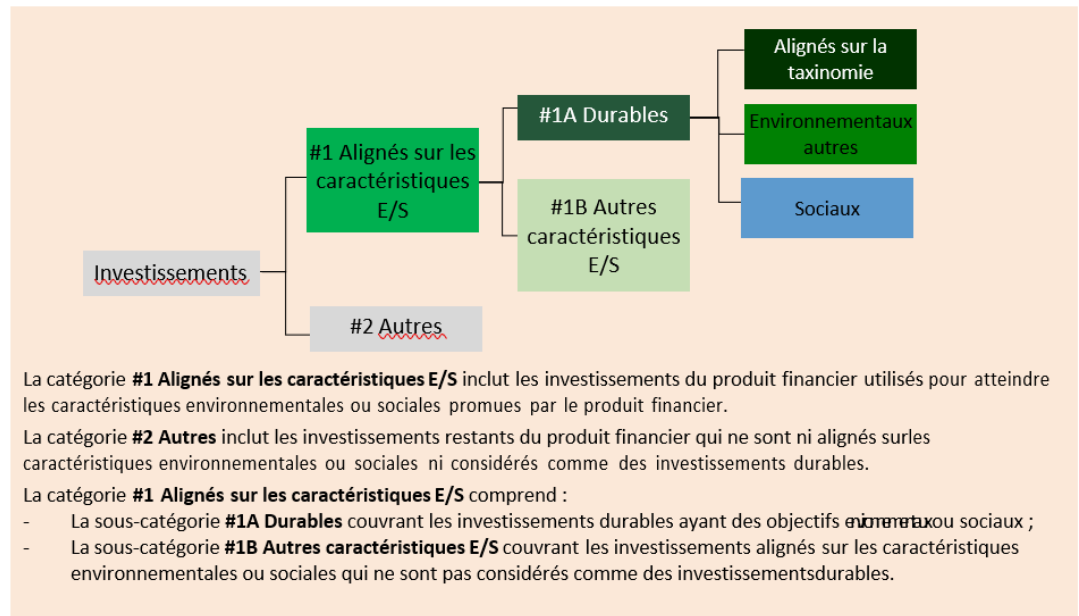 Alignés sur la
taxinomie
#1A Durables
Environnementaux
autres
#1 Alignés sur les
caractéristiques
E/S
#1B Autres
caractéristiques
E/S
Sociaux
Investissements
#2 Autres
La catégorie #1 Alignés sur les caractéristiques E/S inclut les investissements du produit financier utilisés pour atteindre
les caractéristiques environnementales ou sociales promues par le produit financier.
La catégorie #2 Autres inclut les investissements restants du produit financier qui ne sont ni alignés surles
caractéristiques environnementales ou sociales ni considérés comme des investissements durables.
La catégorie #1 Alignés sur les caractéristiques E/S comprend :
- La sous-catégorie #1A Durables couvrant les investissements durables ayant des objectifs ou sociaux ;
- La sous-catégorie #1B Autres caractéristiques E/S couvrant les investissements alignés sur les caractéristiques
environnementales ou sociales qui ne sont pas considérés comme des investissementsdurables.